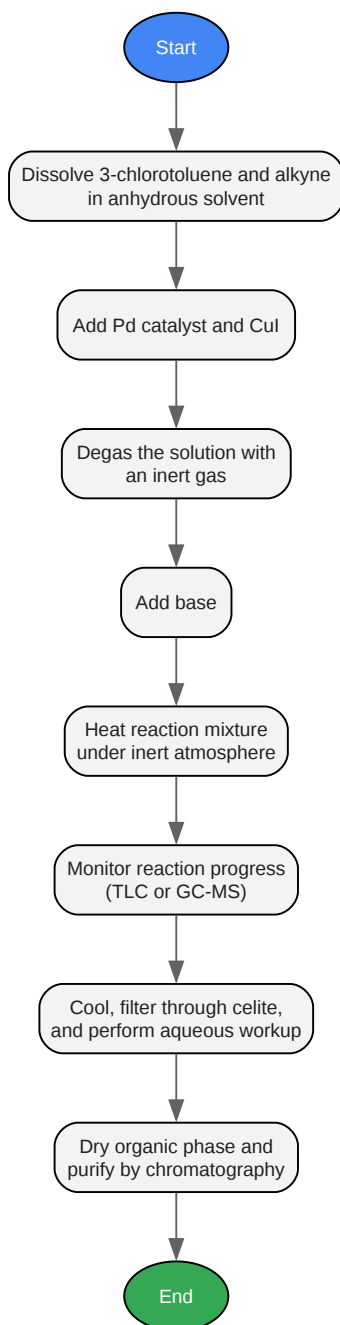 Start
Dissolve 3-chlorotoluene and alkyne
in anhydrous solvent
Add Pd catalyst and CuI
Degas the solution with
an inert gas
Add base
Heat reaction mixture
under inert atmosphere
Monitor reaction progress
(TLC or GC-MS)
Cool, filter through celite,
and perform aqueous workup
Dry organic phase and
purify by chromatography
End